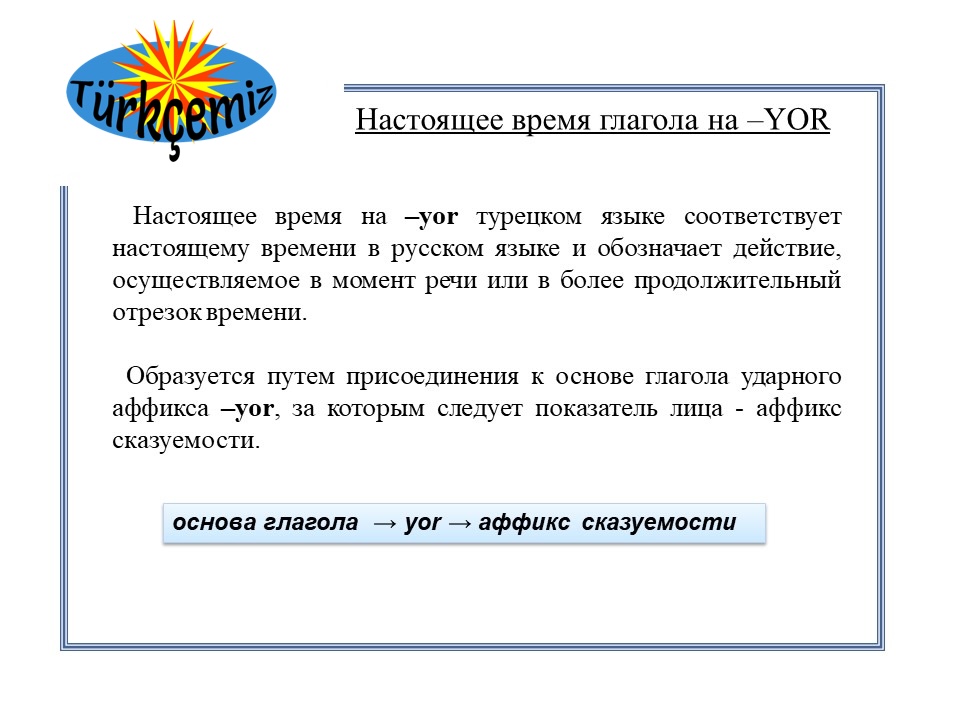 Türkçemiz
Настоящее время глагола на –YOR
Настоящее время на –yor турецком языке соответствует
настоящему времени в русском языке и обозначает действие,
осуществляемое в момент речи или в более продолжительный
отрезок времени.
Образуется путем присоединения к основе глагола ударного
аффикса –yor, за которым следует показатель лица - аффикс
сказуемости.
основа глагола → yor → аффикс сказуемости